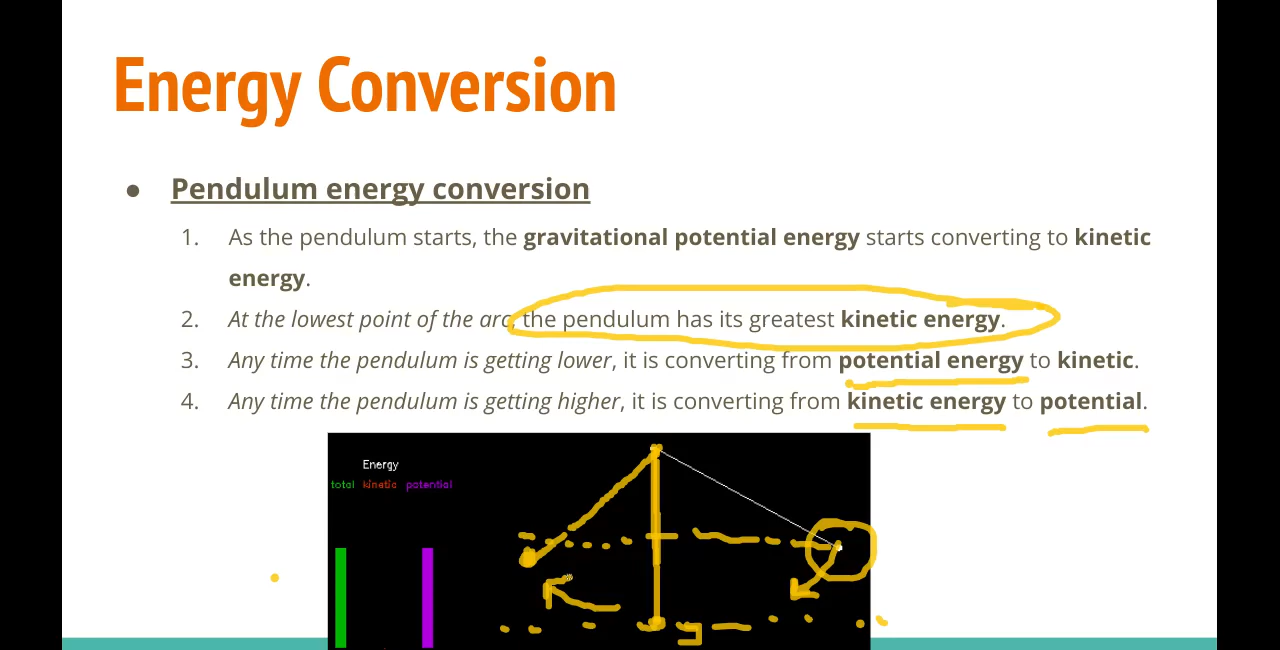 Energy Conversion
● Pendulum energy conversion
1. As the pendulum starts, the gravitational potential energy starts converting to kinetic
energy.
2. At the lowest point of the arc, the pendulum has its greatest kinetic energy.
3. Any time the pendulum is getting lower, it is converting from potential energy to kinetic.
4. Any time the pendulum is getting higher, it is converting from kinetic energy to potential.
Energy
total kinetic potential